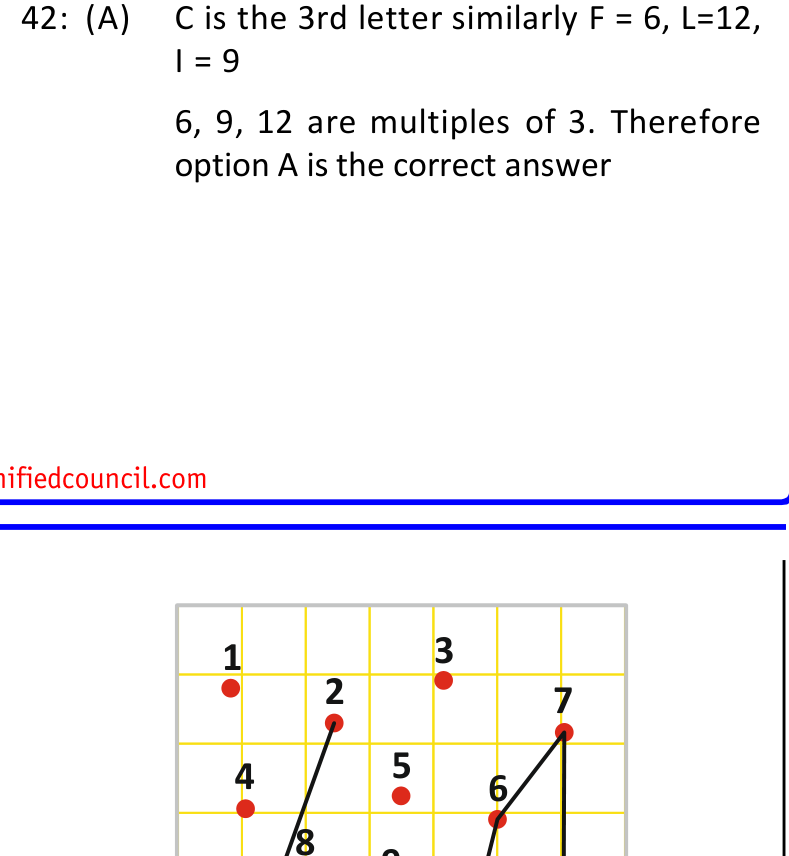 42: (A) C is the 3rd letter similarly F = 6, L=12,
I = 9
6, 9, 12 are multiples of 3. Therefore
option A is the correct answer
nifiedcouncil.com
1
3
2
7
5
4
6
8